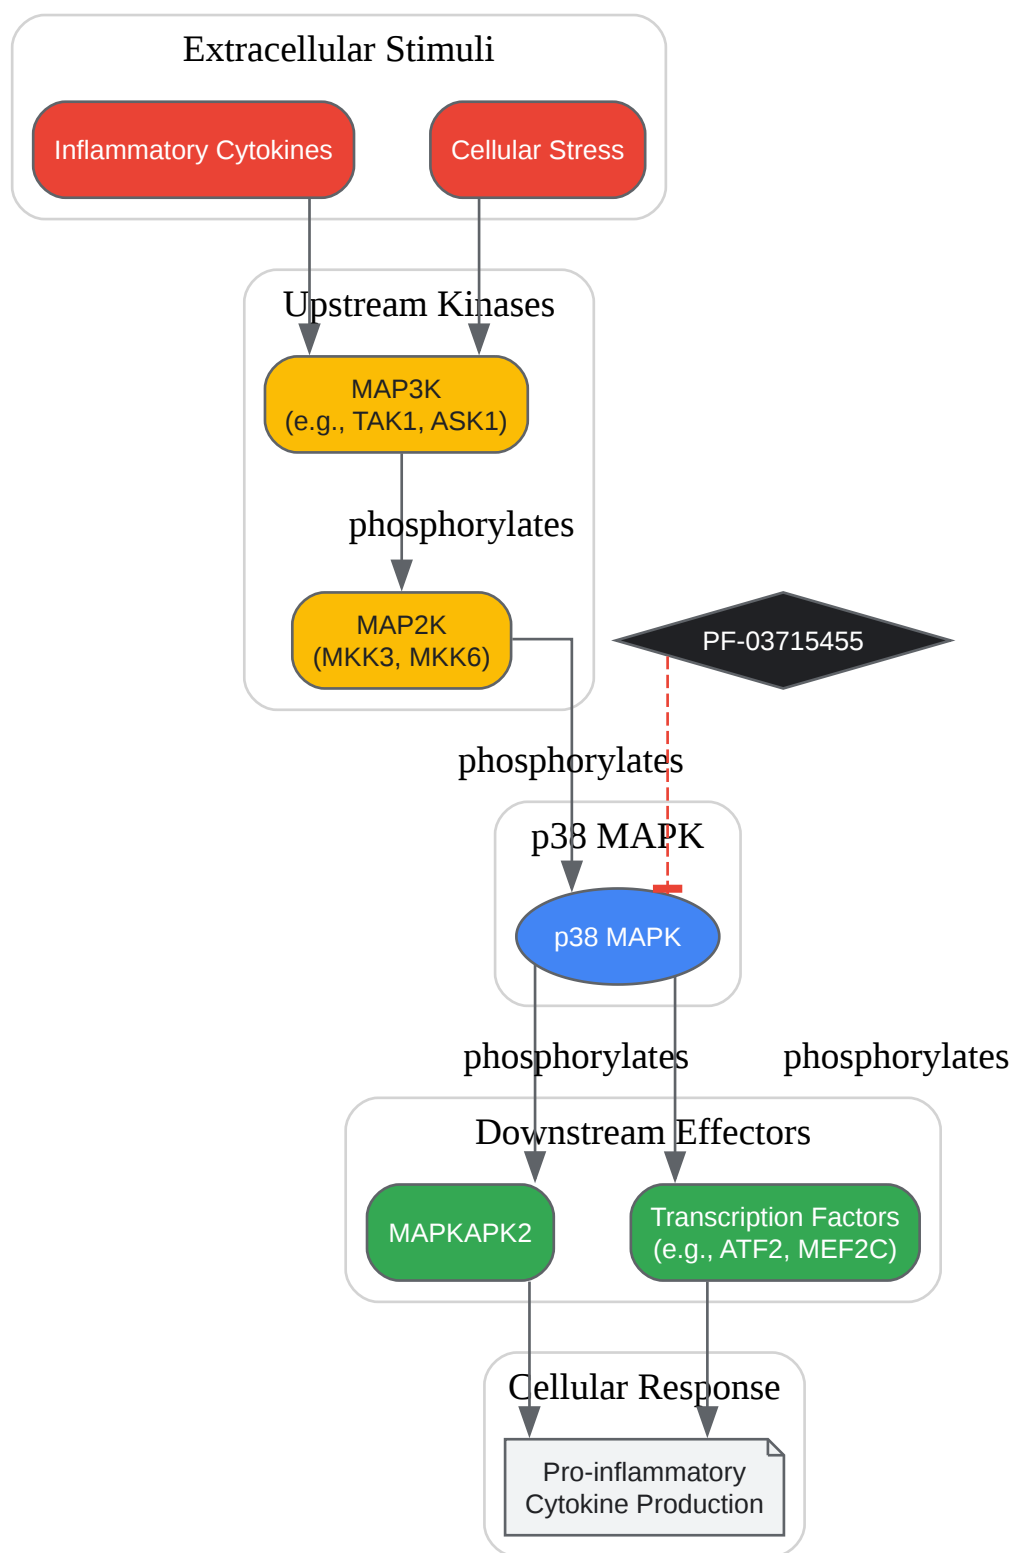 Extracellular Stimuli
Inflammatory Cytokines
Cellular Stress
Upstream Kinases
MAP3K
(e.g., TAK1, ASK1)
phosphorylates
MAP2K
(MKK3, MKK6)
PF-03715455
phosphorylates
p38 MAPK
p38 MAPK
phosphorylates
phosphorylates
Downstream Effectors
MAPKAPK2
Transcription Factors
(e.g., ATF2, MEF2C)
Cellular Response
Pro-inflammatory
Cytokine Production